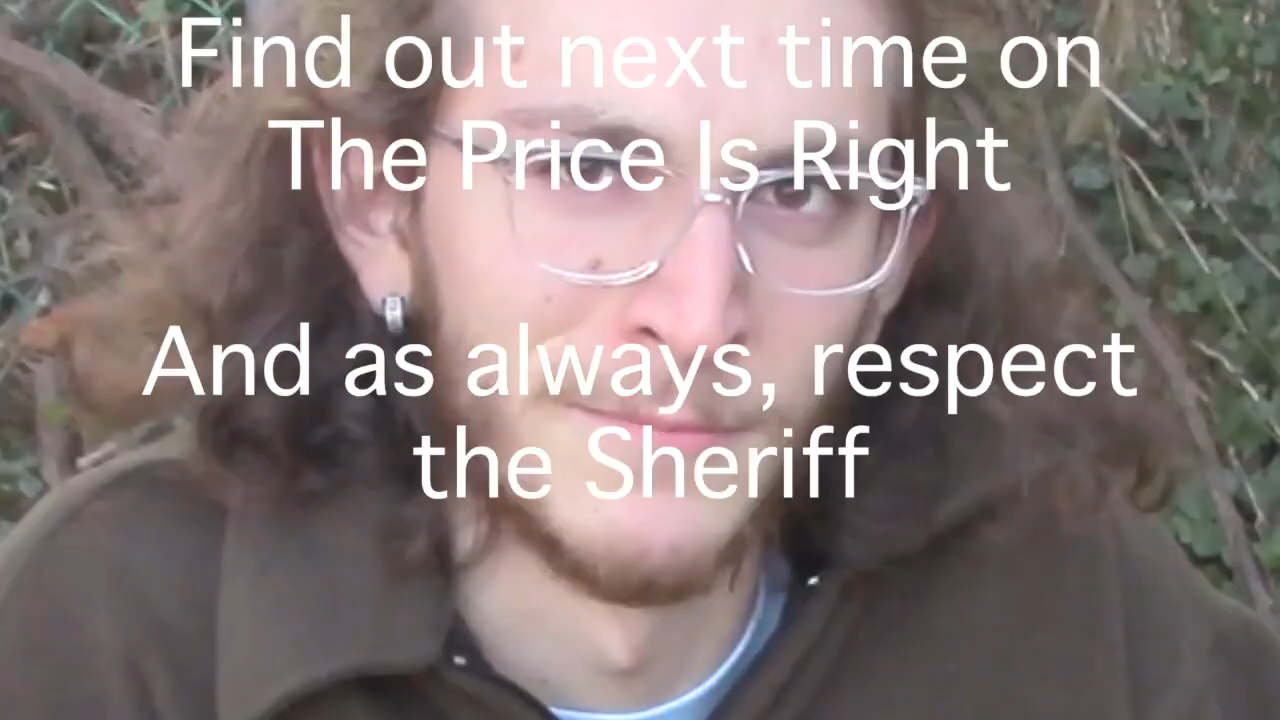 Find out next time on
The Price Is Right
And as always, respect
the Sheriff